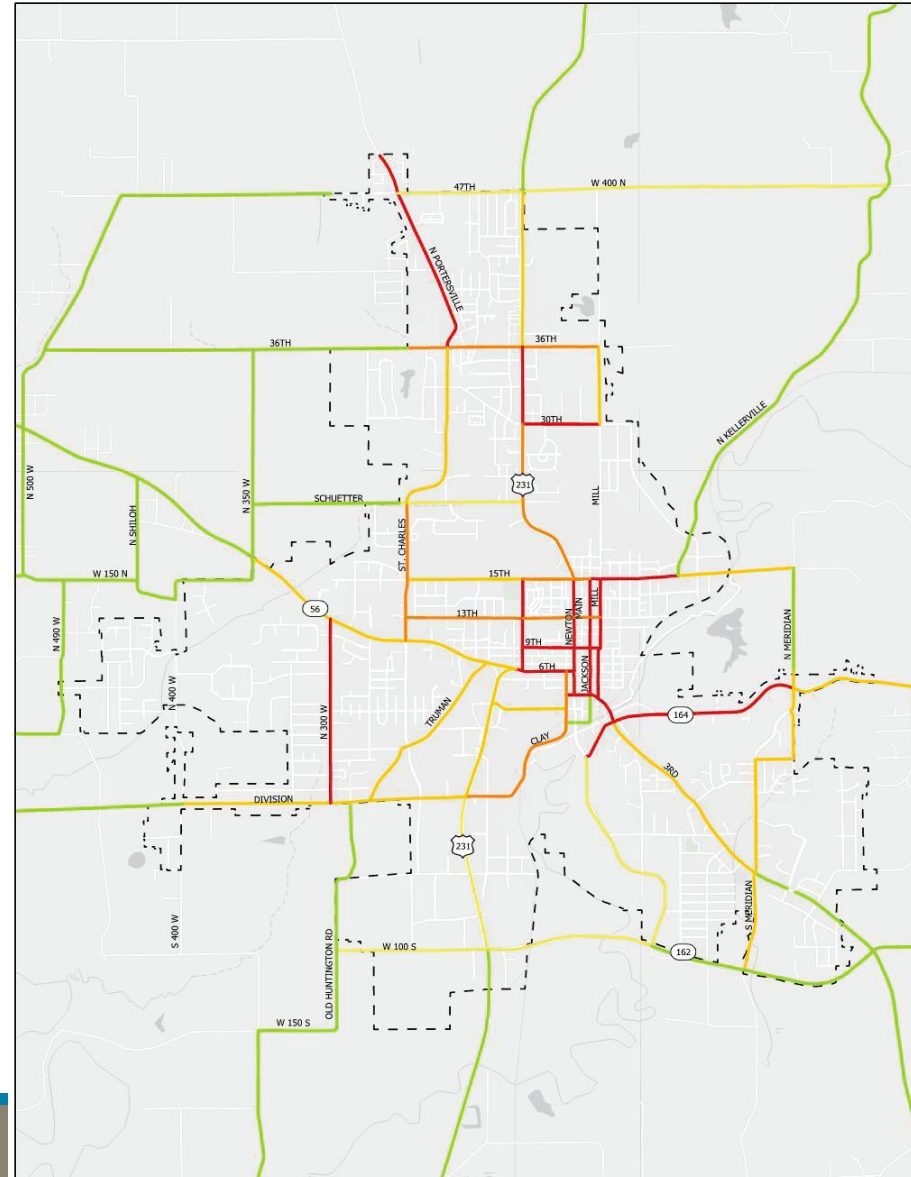 47TH
W 400 N
N PORTERSVILLE
36TH
36TH
30TH
N KELLERVILLE
N 500 W
N SHILOH
N 350 W
SCHUETTER
231
MILL
ST. CHARLES
W 150 N
15TH
56
13TH
NEWTON
MAIN
MILL
9TH
6TH
JACKSON
N MERIDIAN
N 490 W
N 400 W
N 300 W
TRUMAN
CLAY
164
3RD
DIVISION
231
S 400 W
OLD HUNTINGTON RD
W 100 S
S MERIDIAN
162
W 150 S